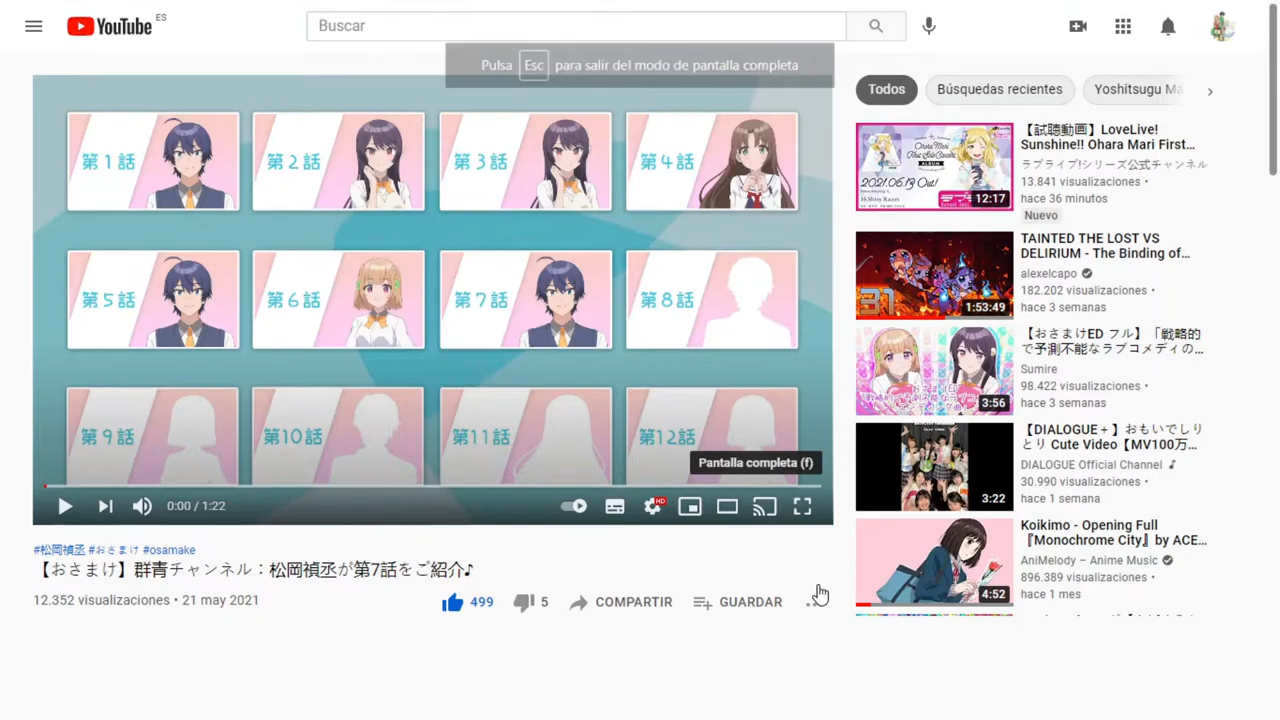 YouTube ES
Buscar
Pulsa Esc para salir del modo de pantalla completa
第1話
第2話
第3話
第4話
第5話
第6話
第7話
第8話
第9話
第10話
第11話
第12話
Pantalla completa (f)
0:00 / 1:22
HD
#松岡禎丞 #おさまけ #osamake
【おさまけ】群青チャンネル：松岡禎丞が第7話をご紹介♪
12.352 visualizaciones • 21 may 2021
499
5
COMPARTIR
GUARDAR
Todos
Búsquedas recientes
Yoshitsugu Ma
2021.06.13 Out!
12:17
【試聴動画】LoveLive!
Sunshine!! Ohara Mari First...
ラブライブ!シリーズ公式チャンネル
13.841 visualizaciones •
hace 36 minutos
Nuevo
31
1:53:49
TAINTED THE LOST VS
DELIRIUM - The Binding of...
alexelcapo
182.202 visualizaciones •
hace 3 semanas
3:56
【おさまけED フル】「戦略的
で予測不能なラブコメディの...
Sumire
98.422 visualizaciones •
hace 3 semanas
3:22
【DIALOGUE＋】おもいでしり
とり Cute Video【MV100万...
DIALOGUE Official Channel
30.990 visualizaciones •
hace 1 semana
4:52
Koikimo - Opening Full
『Monochrome City』by ACE...
AniMelody – Anime Music
896.389 visualizaciones •
hace 1 mes